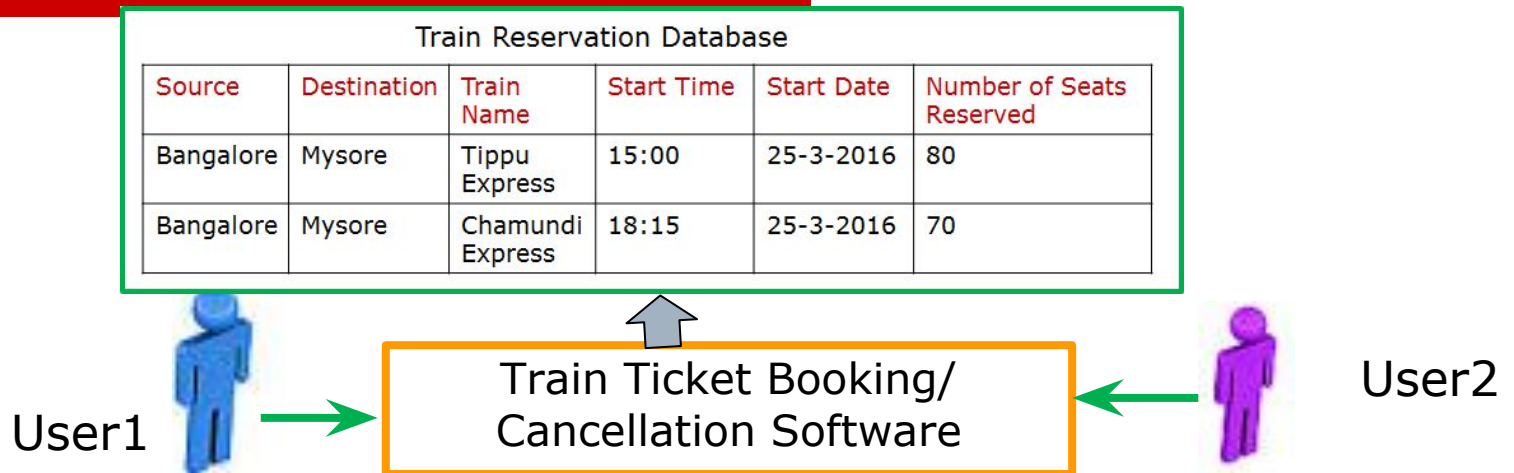 Train Reservation Database
Source Destination Train Name Start Time Start Date Number of Seats Reserved
Bangalore Mysore Tippu Express 15:00 25-3-2016 80
Bangalore Mysore Chamundi Express 18:15 25-3-2016 70
User1
Train Ticket Booking/
Cancellation Software
User2